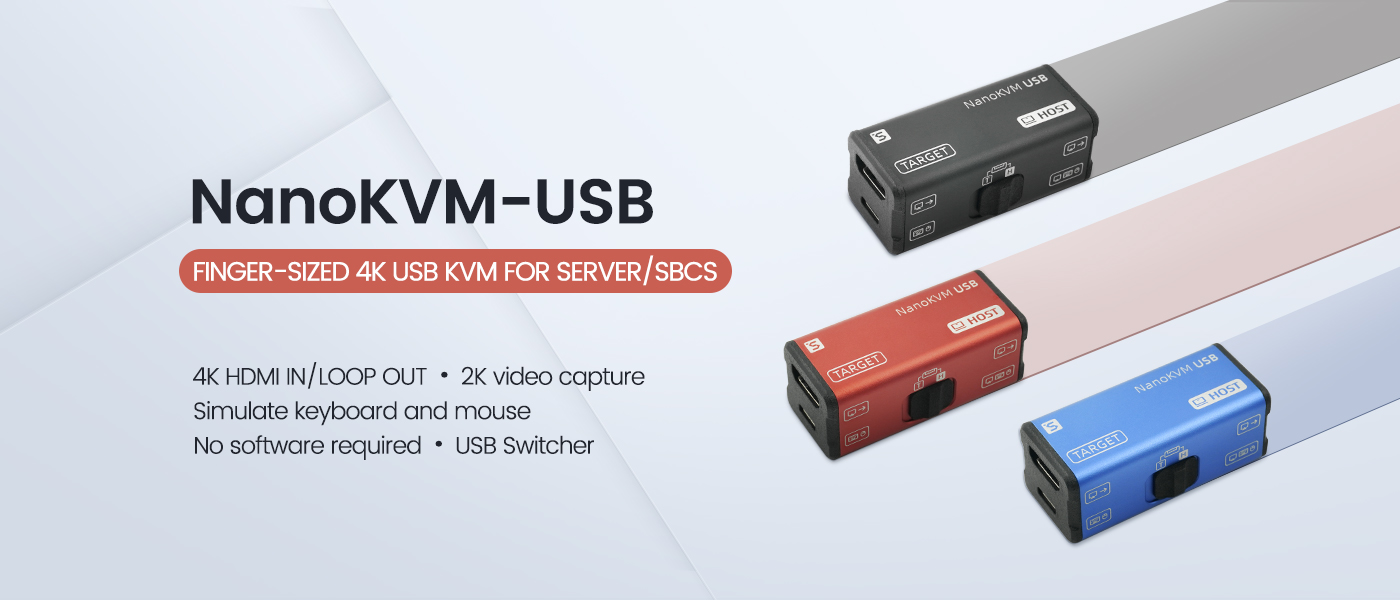 NanoKVM-USB
FINGER-SIZED 4K USB KVM FOR SERVER/SBCS
4K HDMI IN/LOOP OUT • 2K video capture
Simulate keyboard and mouse
No software required • USB Switcher
NanoKVM USB
HOST
S
TARGET
T
H
NanoKVM USB
HOST
S
TARGET
T
H
NanoKVM USB
HOST
S
TARGET
T
H